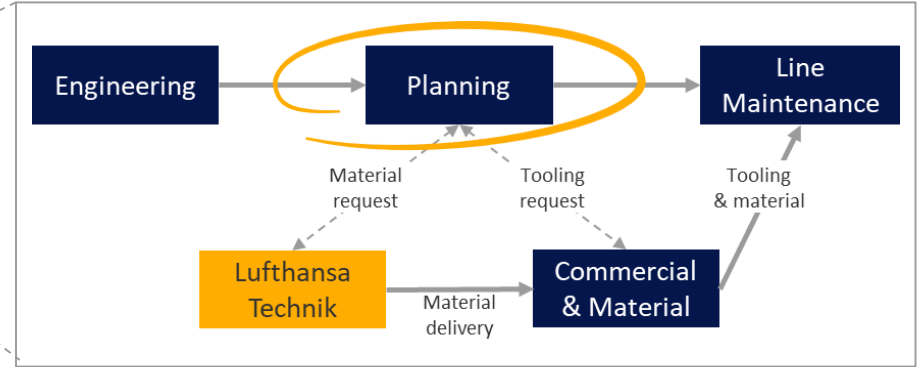 Engineering
Planning
Line
Maintenance
Material
request
Tooling
request
Tooling
& material
Lufthansa
Technik
Material
delivery
Commercial
& Material